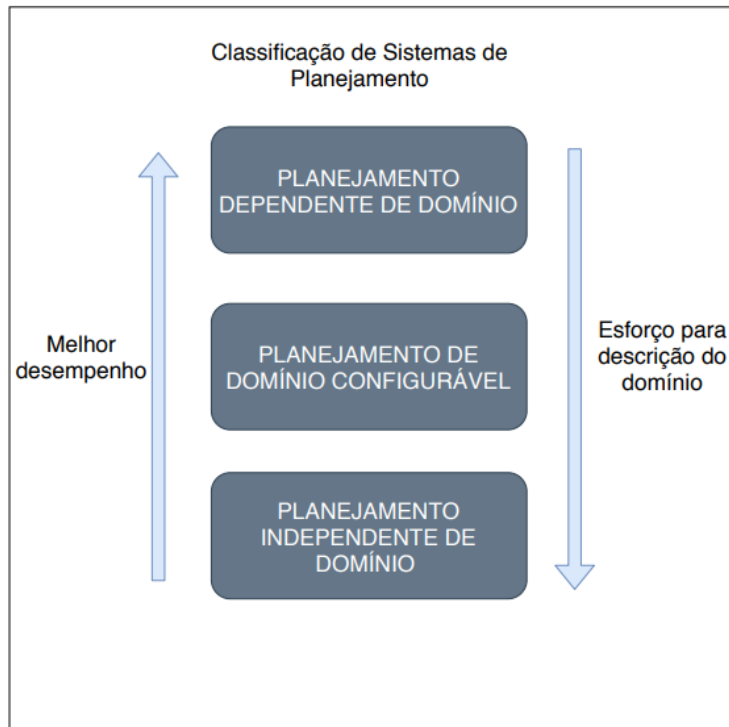 Classificação de Sistemas de
Planejamento
PLANEJAMENTO
DEPENDENTE DE DOMÍNIO
Melhor
desempenho
PLANEJAMENTO DE
DOMÍNIO CONFIGURÁVEL
Esforço para
descrição do
domínio
PLANEJAMENTO
INDEPENDENTE DE
DOMÍNIO